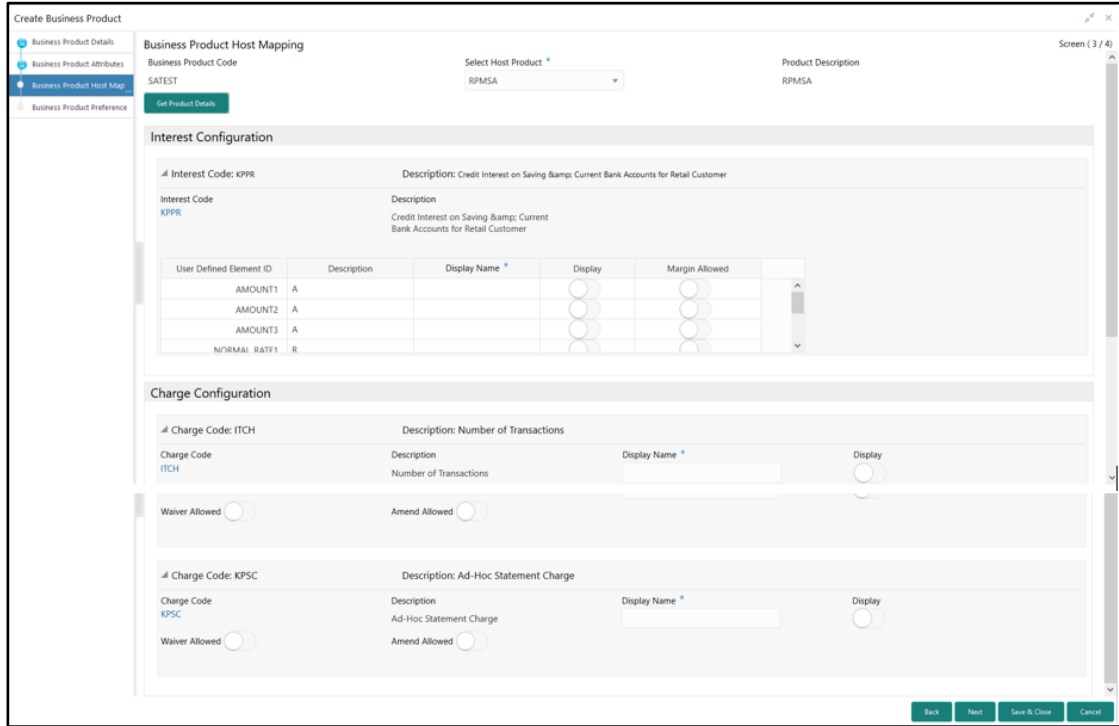 Create Business Product
Business Product Details
Business Product Attributes
Business Product Host Map...
Business Product Preference
Business Product Host Mapping
Screen ( 3 / 4)
Business Product Code
Select Host Product *
Product Description
SATEST
RPMSA
RPMSA
Get Product Details
Interest Configuration
Interest Code: KPPR
Description: Credit Interest on Saving &amp; Current Bank Accounts for Retail Customer
Interest Code
Description
KPPR
Credit Interest on Saving &amp; Current
Bank Accounts for Retail Customer
User Defined Element ID
Description
Display Name *
Display
Margin Allowed
AMOUNT1
A
AMOUNT2
A
AMOUNT3
A
NORMAL_RATE1
R
Charge Configuration
Charge Code: ITCH
Description: Number of Transactions
Charge Code
Description
Display Name *
Display
ITCH
Number of Transactions
Waiver Allowed
Amend Allowed
Charge Code: KPSC
Description: Ad-Hoc Statement Charge
Charge Code
Description
Display Name *
Display
KPSC
Ad-Hoc Statement Charge
Waiver Allowed
Amend Allowed
Back
Next
Save & Close
Cancel